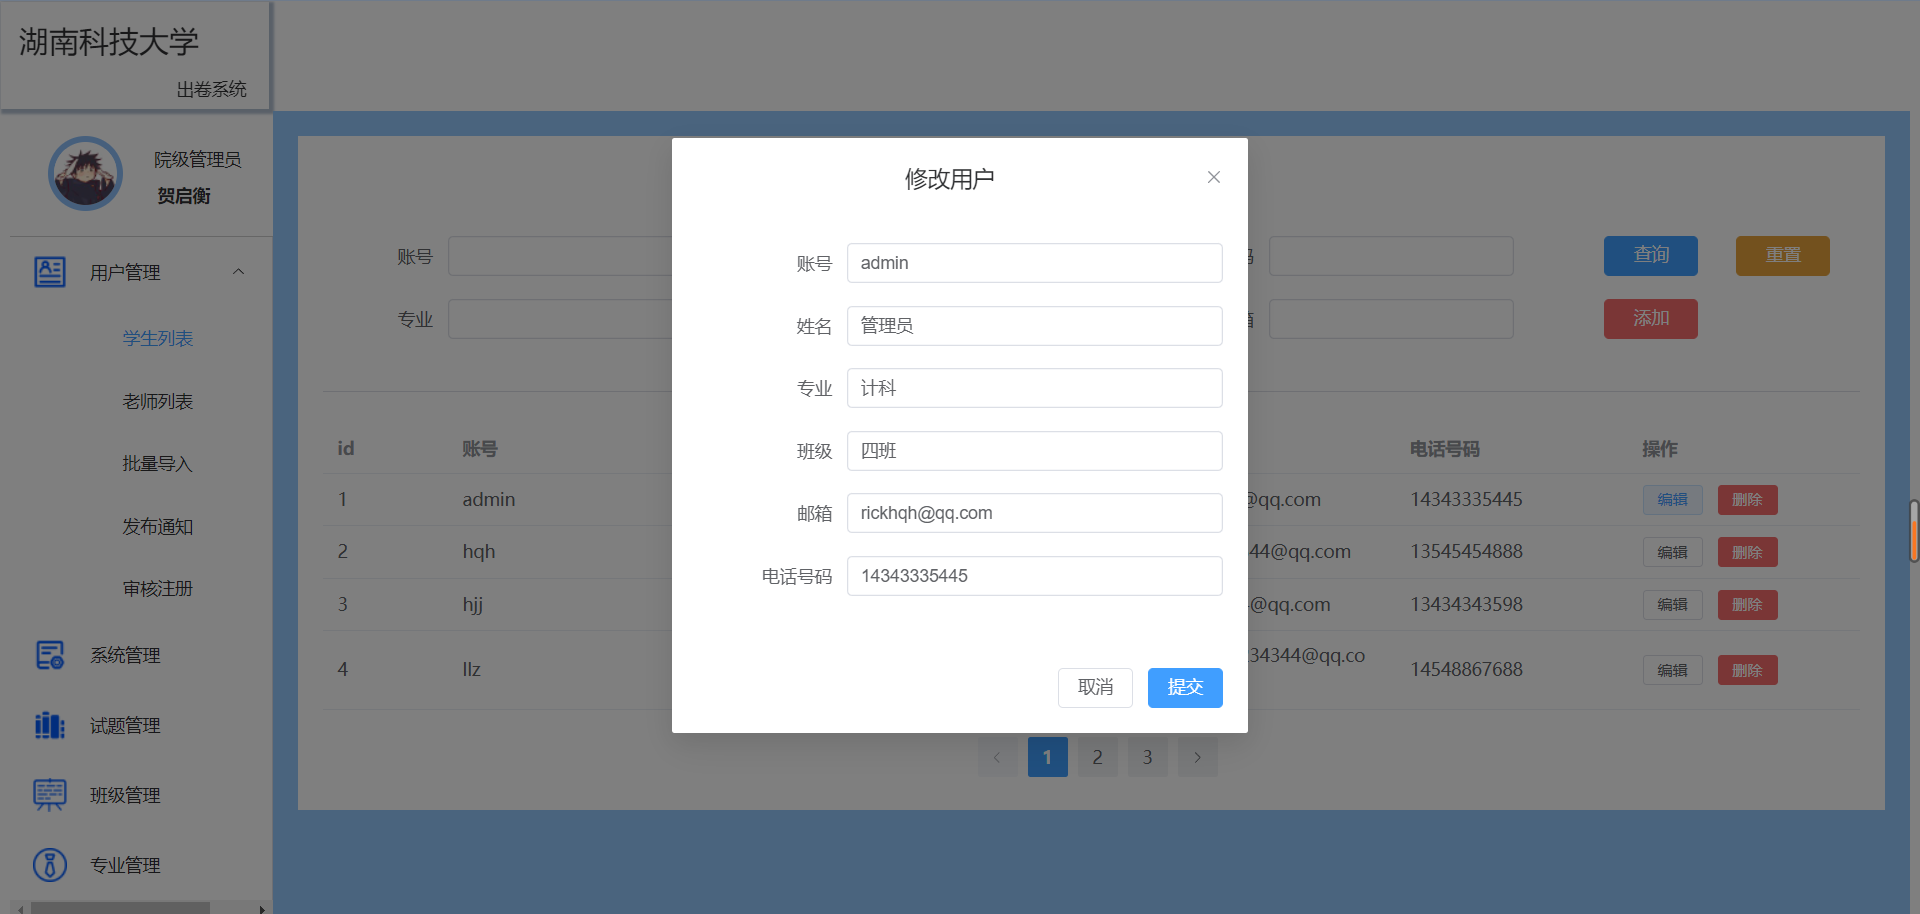 湖南科技大学
出卷系统
院级管理员
贺启衡
用户管理
学生列表
老师列表
批量导入
发布通知
审核注册
系统管理
试题管理
班级管理
专业管理
账号
查询
重置
专业
添加
id 账号 电话号码 操作
1 admin @qq.com 14343335445 编辑 删除
2 hqh 44@qq.com 13545454888 编辑 删除
3 hjj @qq.com 13434343598 编辑 删除
4 llz 34344@qq.co 14548867688 编辑 删除
1 2 3
修改用户
账号 admin
姓名 管理员
专业 计科
班级 四班
邮箱 rickhqh@qq.com
电话号码 14343335445
取消 提交